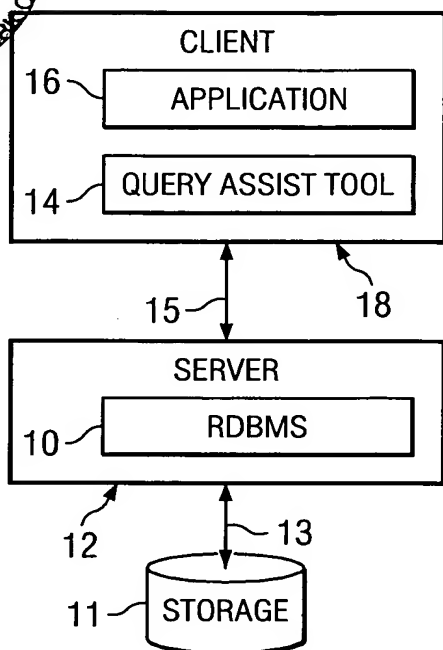 CLIENT
16
APPLICATION
14
QUERY ASSIST TOOL
15
18
SERVER
10
RDBMS
12
13
11
STORAGE